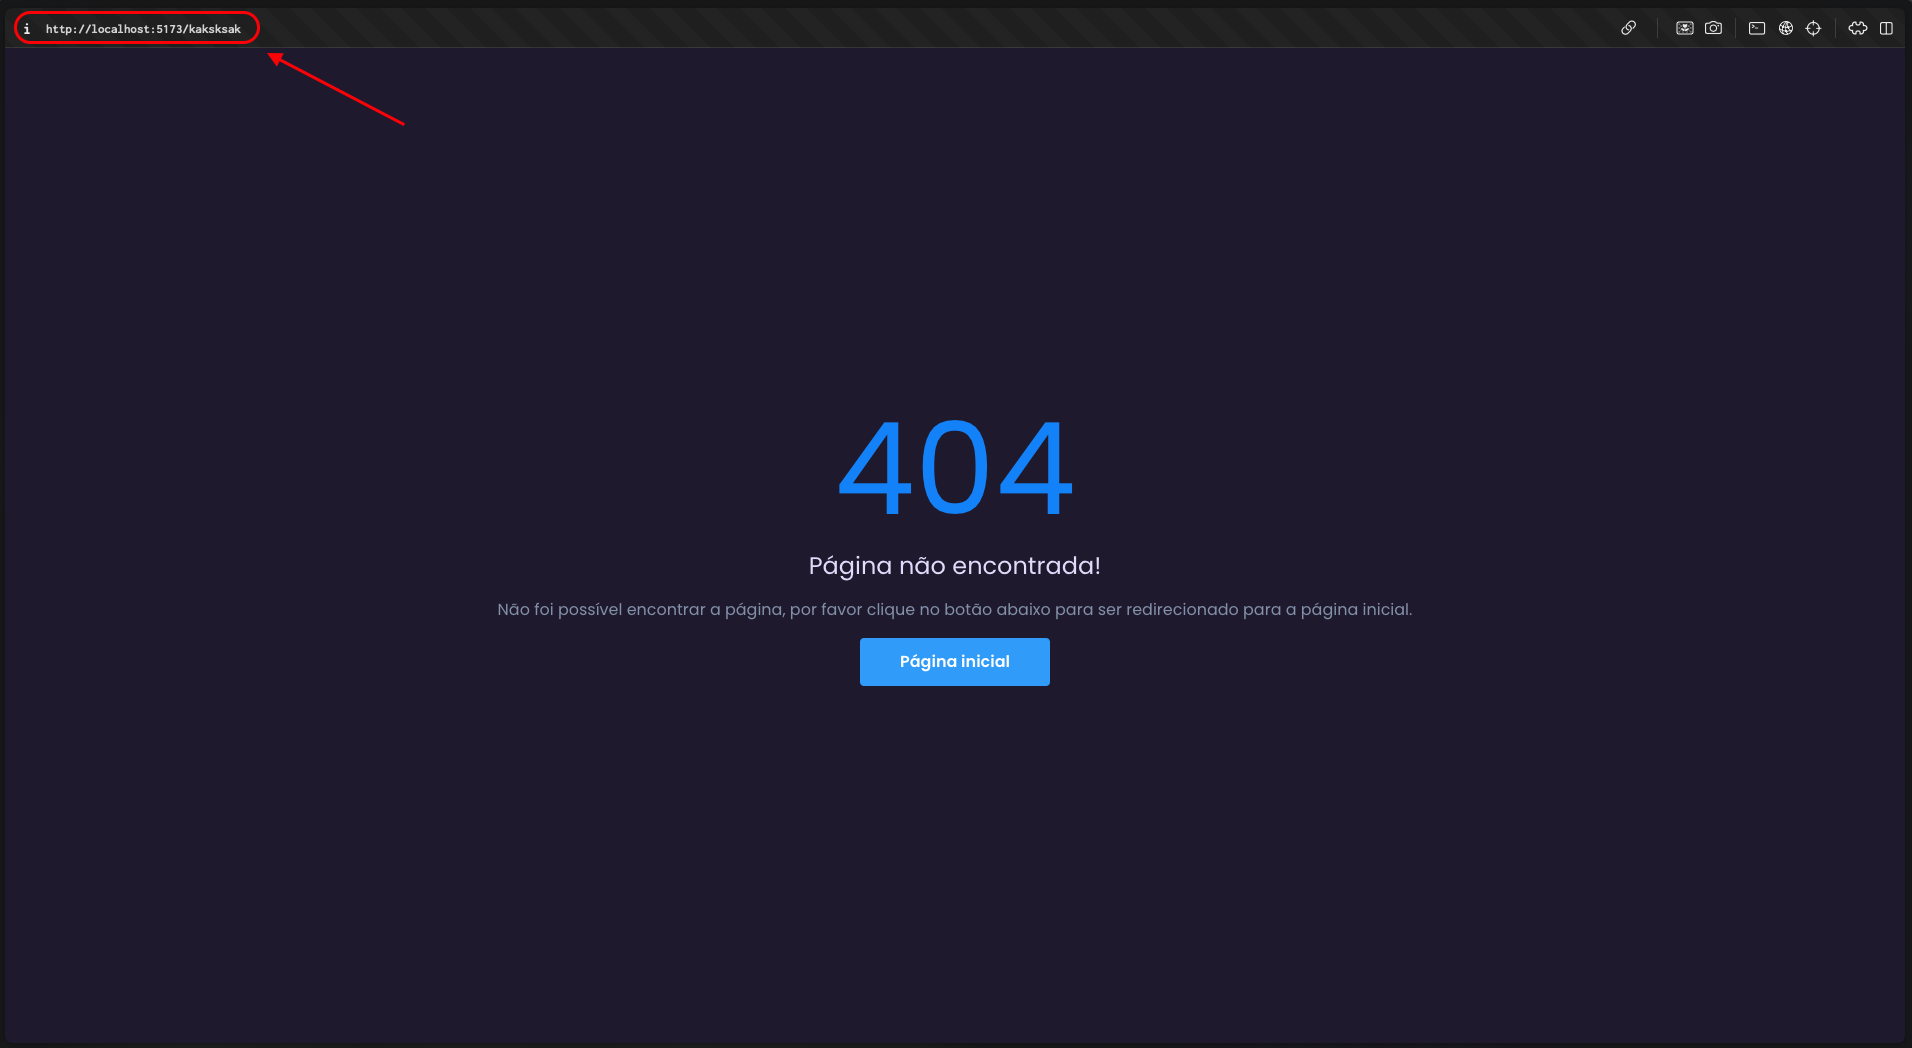 http://localhost:5173/kaksksak
404
Página não encontrada!
Não foi possível encontrar a página, por favor clique no botão abaixo para ser redirecionado para a página inicial.
Página inicial